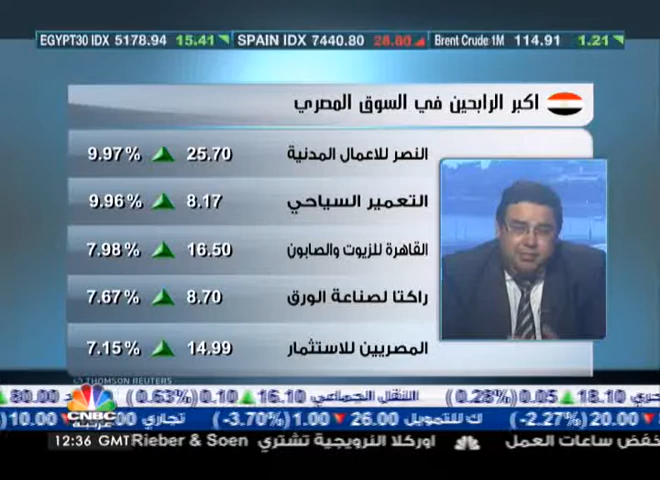 EGYPT30 IDX 5178.94 15.41 SPAIN IDX 7440.80 28.80 Brent Crude 1M 114.91 1.21
اكبر الرابحين في السوق المصري
النصر للاعمال المدنية 25.70 9.97%
التعمير السياحي 8.17 9.96%
القاهرة للزيوت والصابون 16.50 7.98%
راكتا لصناعة الورق 8.70 7.67%
المصريين للاستثمار 14.99 7.15%
THOMSON REUTERS
18.10 0.05 (0.28%) النقل الجماعي 16.10 0.10 (0.63%) 80.00
20.00 (-2.27%) ك للتمويل 26.00 1.00 (-3.70%) تجاري 10.00
CNBC عربية
12:36 GMT خفض ساعات العمل اوركلا النرويجية تشتري Rieber & Soen